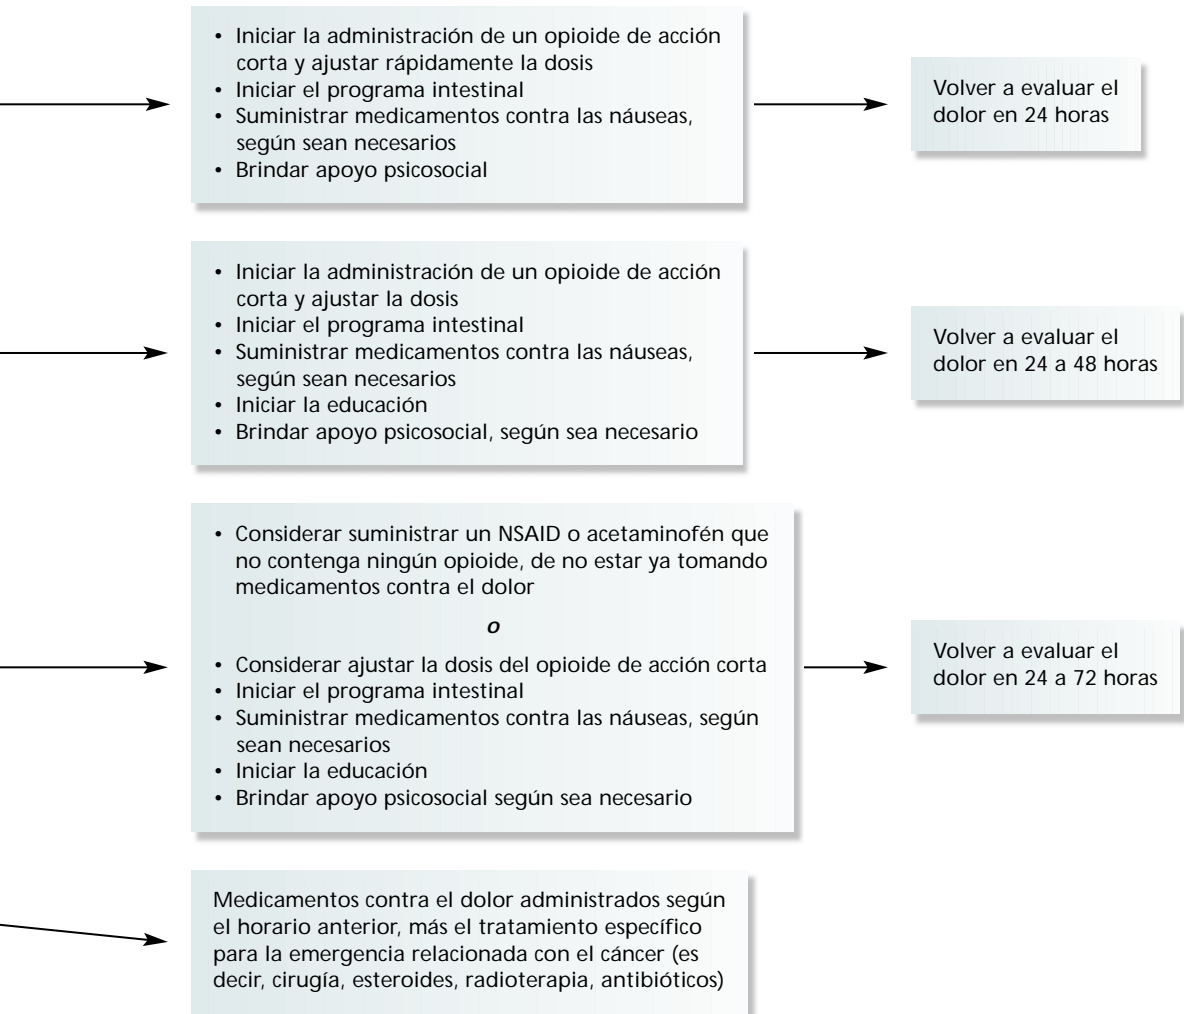 • Iniciar la administración de un opioide de acción
corta y ajustar rápidamente la dosis
• Iniciar el programa intestinal
• Suministrar medicamentos contra las náuseas,
según sean necesarios
• Brindar apoyo psicosocial
Volver a evaluar el
dolor en 24 horas
• Iniciar la administración de un opioide de acción
corta y ajustar la dosis
• Iniciar el programa intestinal
• Suministrar medicamentos contra las náuseas,
según sean necesarios
• Iniciar la educación
• Brindar apoyo psicosocial, según sea necesario
Volver a evaluar el
dolor en 24 a 48 horas
• Considerar suministrar un NSAID o acetaminofén que
no contenga ningún opioide, de no estar ya tomando
medicamentos contra el dolor
o
• Considerar ajustar la dosis del opioide de acción corta
• Iniciar el programa intestinal
• Suministrar medicamentos contra las náuseas, según
sean necesarios
• Iniciar la educación
• Brindar apoyo psicosocial según sea necesario
Volver a evaluar el
dolor en 24 a 72 horas
Medicamentos contra el dolor administrados según
el horario anterior, más el tratamiento específico
para la emergencia relacionada con el cáncer (es
decir, cirugía, esteroides, radioterapia, antibióticos)